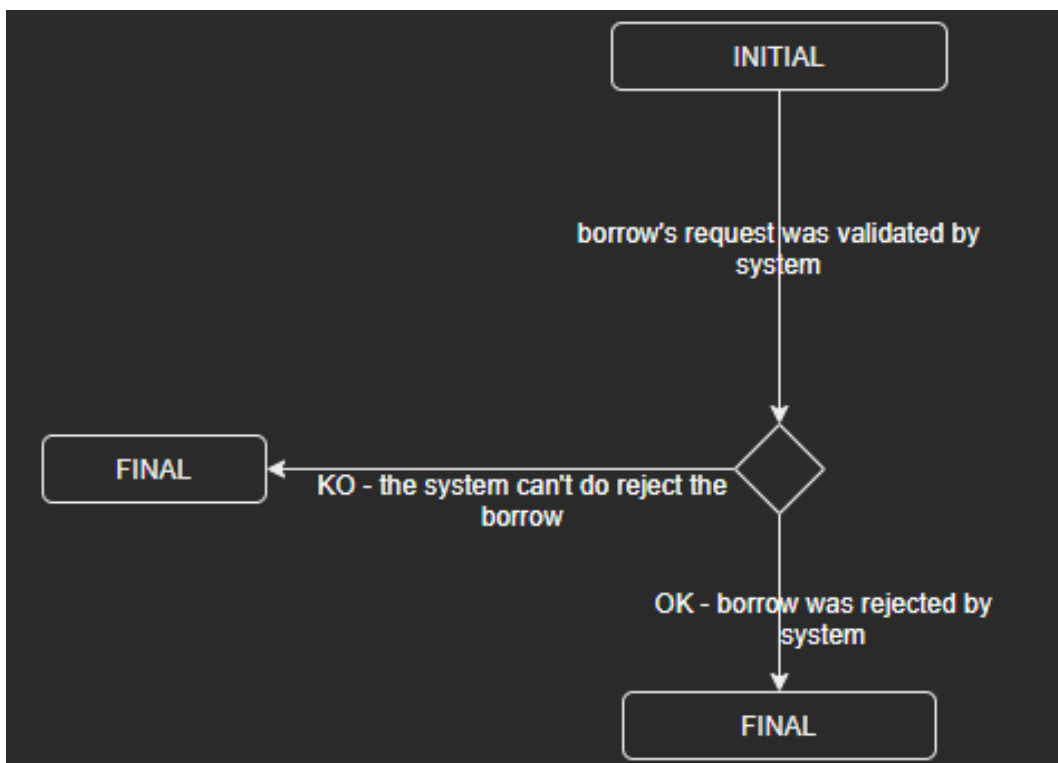 INITIAL
borrow's request was validated by
system
FINAL
KO - the system can't do reject the
borrow
OK - borrow was rejected by
system
FINAL